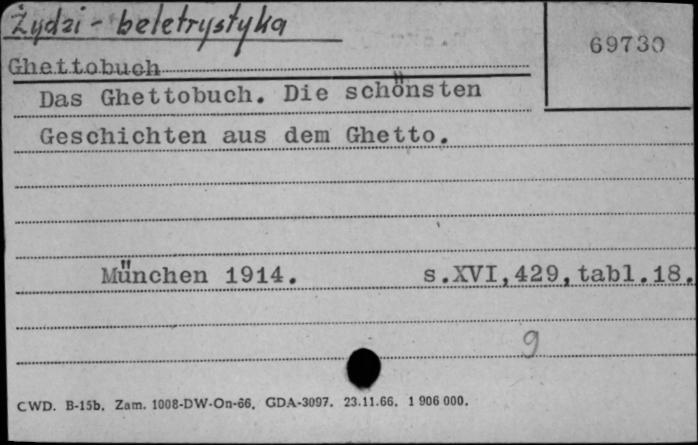 Żydzi - beletrystyka
69730
Ghettobuch
Das Ghettobuch. Die schönsten
Geschichten aus dem Ghetto.
München 1914. s.XVI,429,tabl.18.
9
CWD. B-15b. Zam. 1008-DW-On-66. GDA-3097. 23.11.66. 1 906 000.